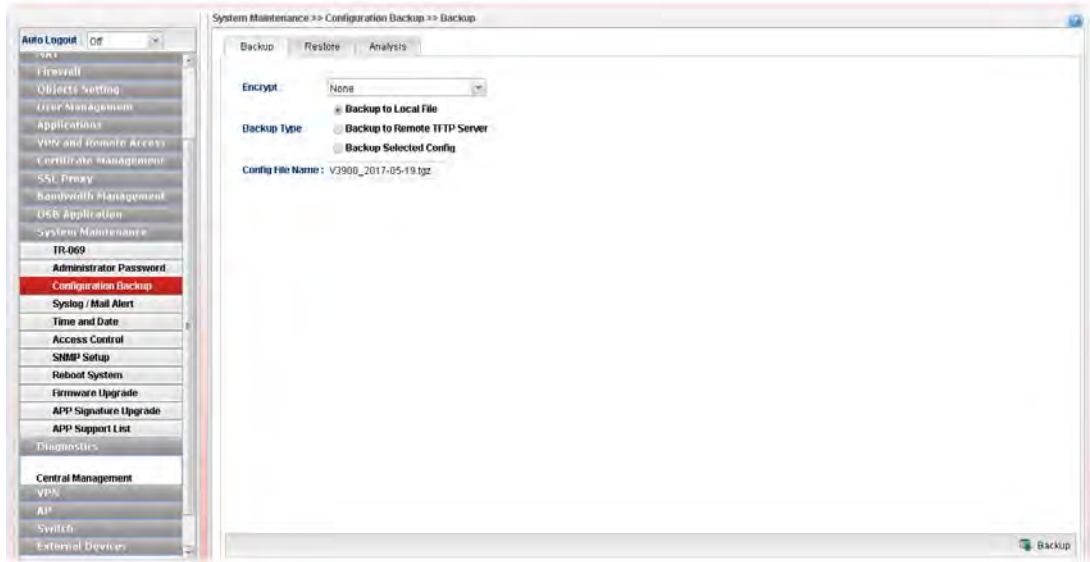 System Maintenance >> Configuration Backup >> Backup
Auto Logout : Off
NAT
Firewall
Objects Setting
User Management
Applications
VPN and Remote Access
Certificate Management
SSL Proxy
Bandwidth Management
USB Application
System Maintenance
TR-069
Administrator Password
Configuration Backup
Syslog / Mail Alert
Time and Date
Access Control
SNMP Setup
Reboot System
Firmware Upgrade
APP Signature Upgrade
APP Support List
Diagnostics
Central Management
VPN
AP
Switch
External Devices
Backup Restore Analysis
Encrypt : None
Backup to Local File
Backup Type : Backup to Remote TFTP Server
Backup Selected Config
Config File Name : V3900_2017-05-19.tgz
Backup